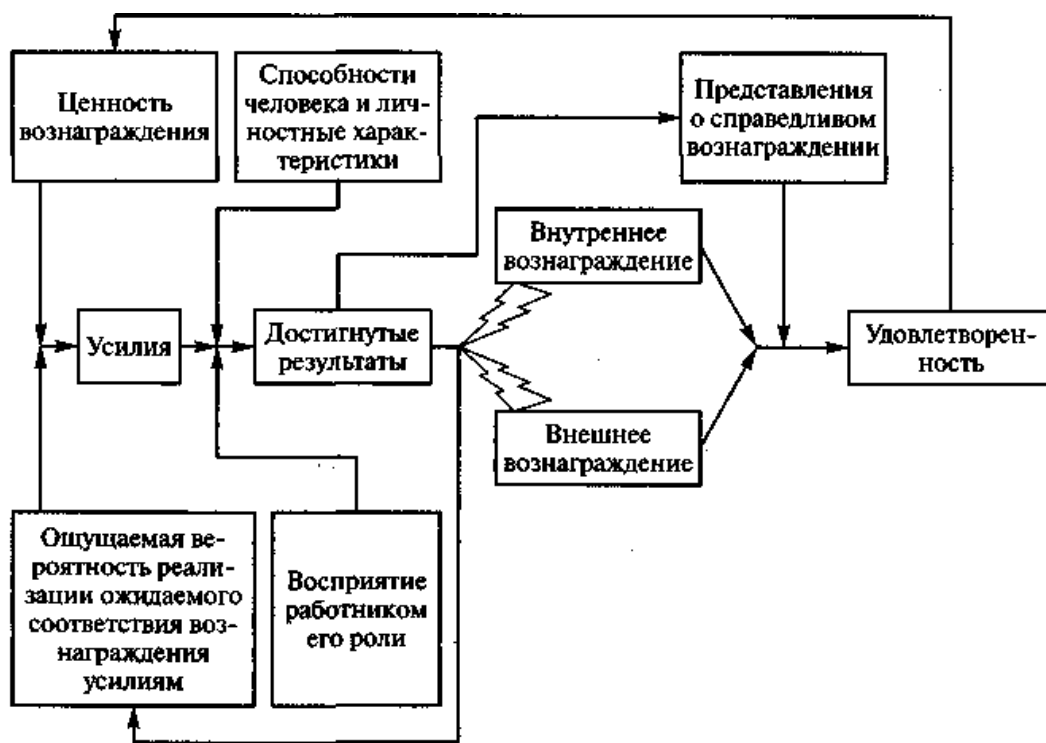 Ценность
вознаграждения
Способности
человека и лич-
ностные харак-
теристики
Представления
о справедливом
вознаграждении
Внутреннее
вознаграждение
Усилия
Достигнутые
результаты
Удовлетворен-
ность
Внешнее
вознаграждение
Ощущаемая ве-
роятность реали-
зации ожидаемого
соответствия воз-
награждения
усилиям
Восприятие
работником
его роли